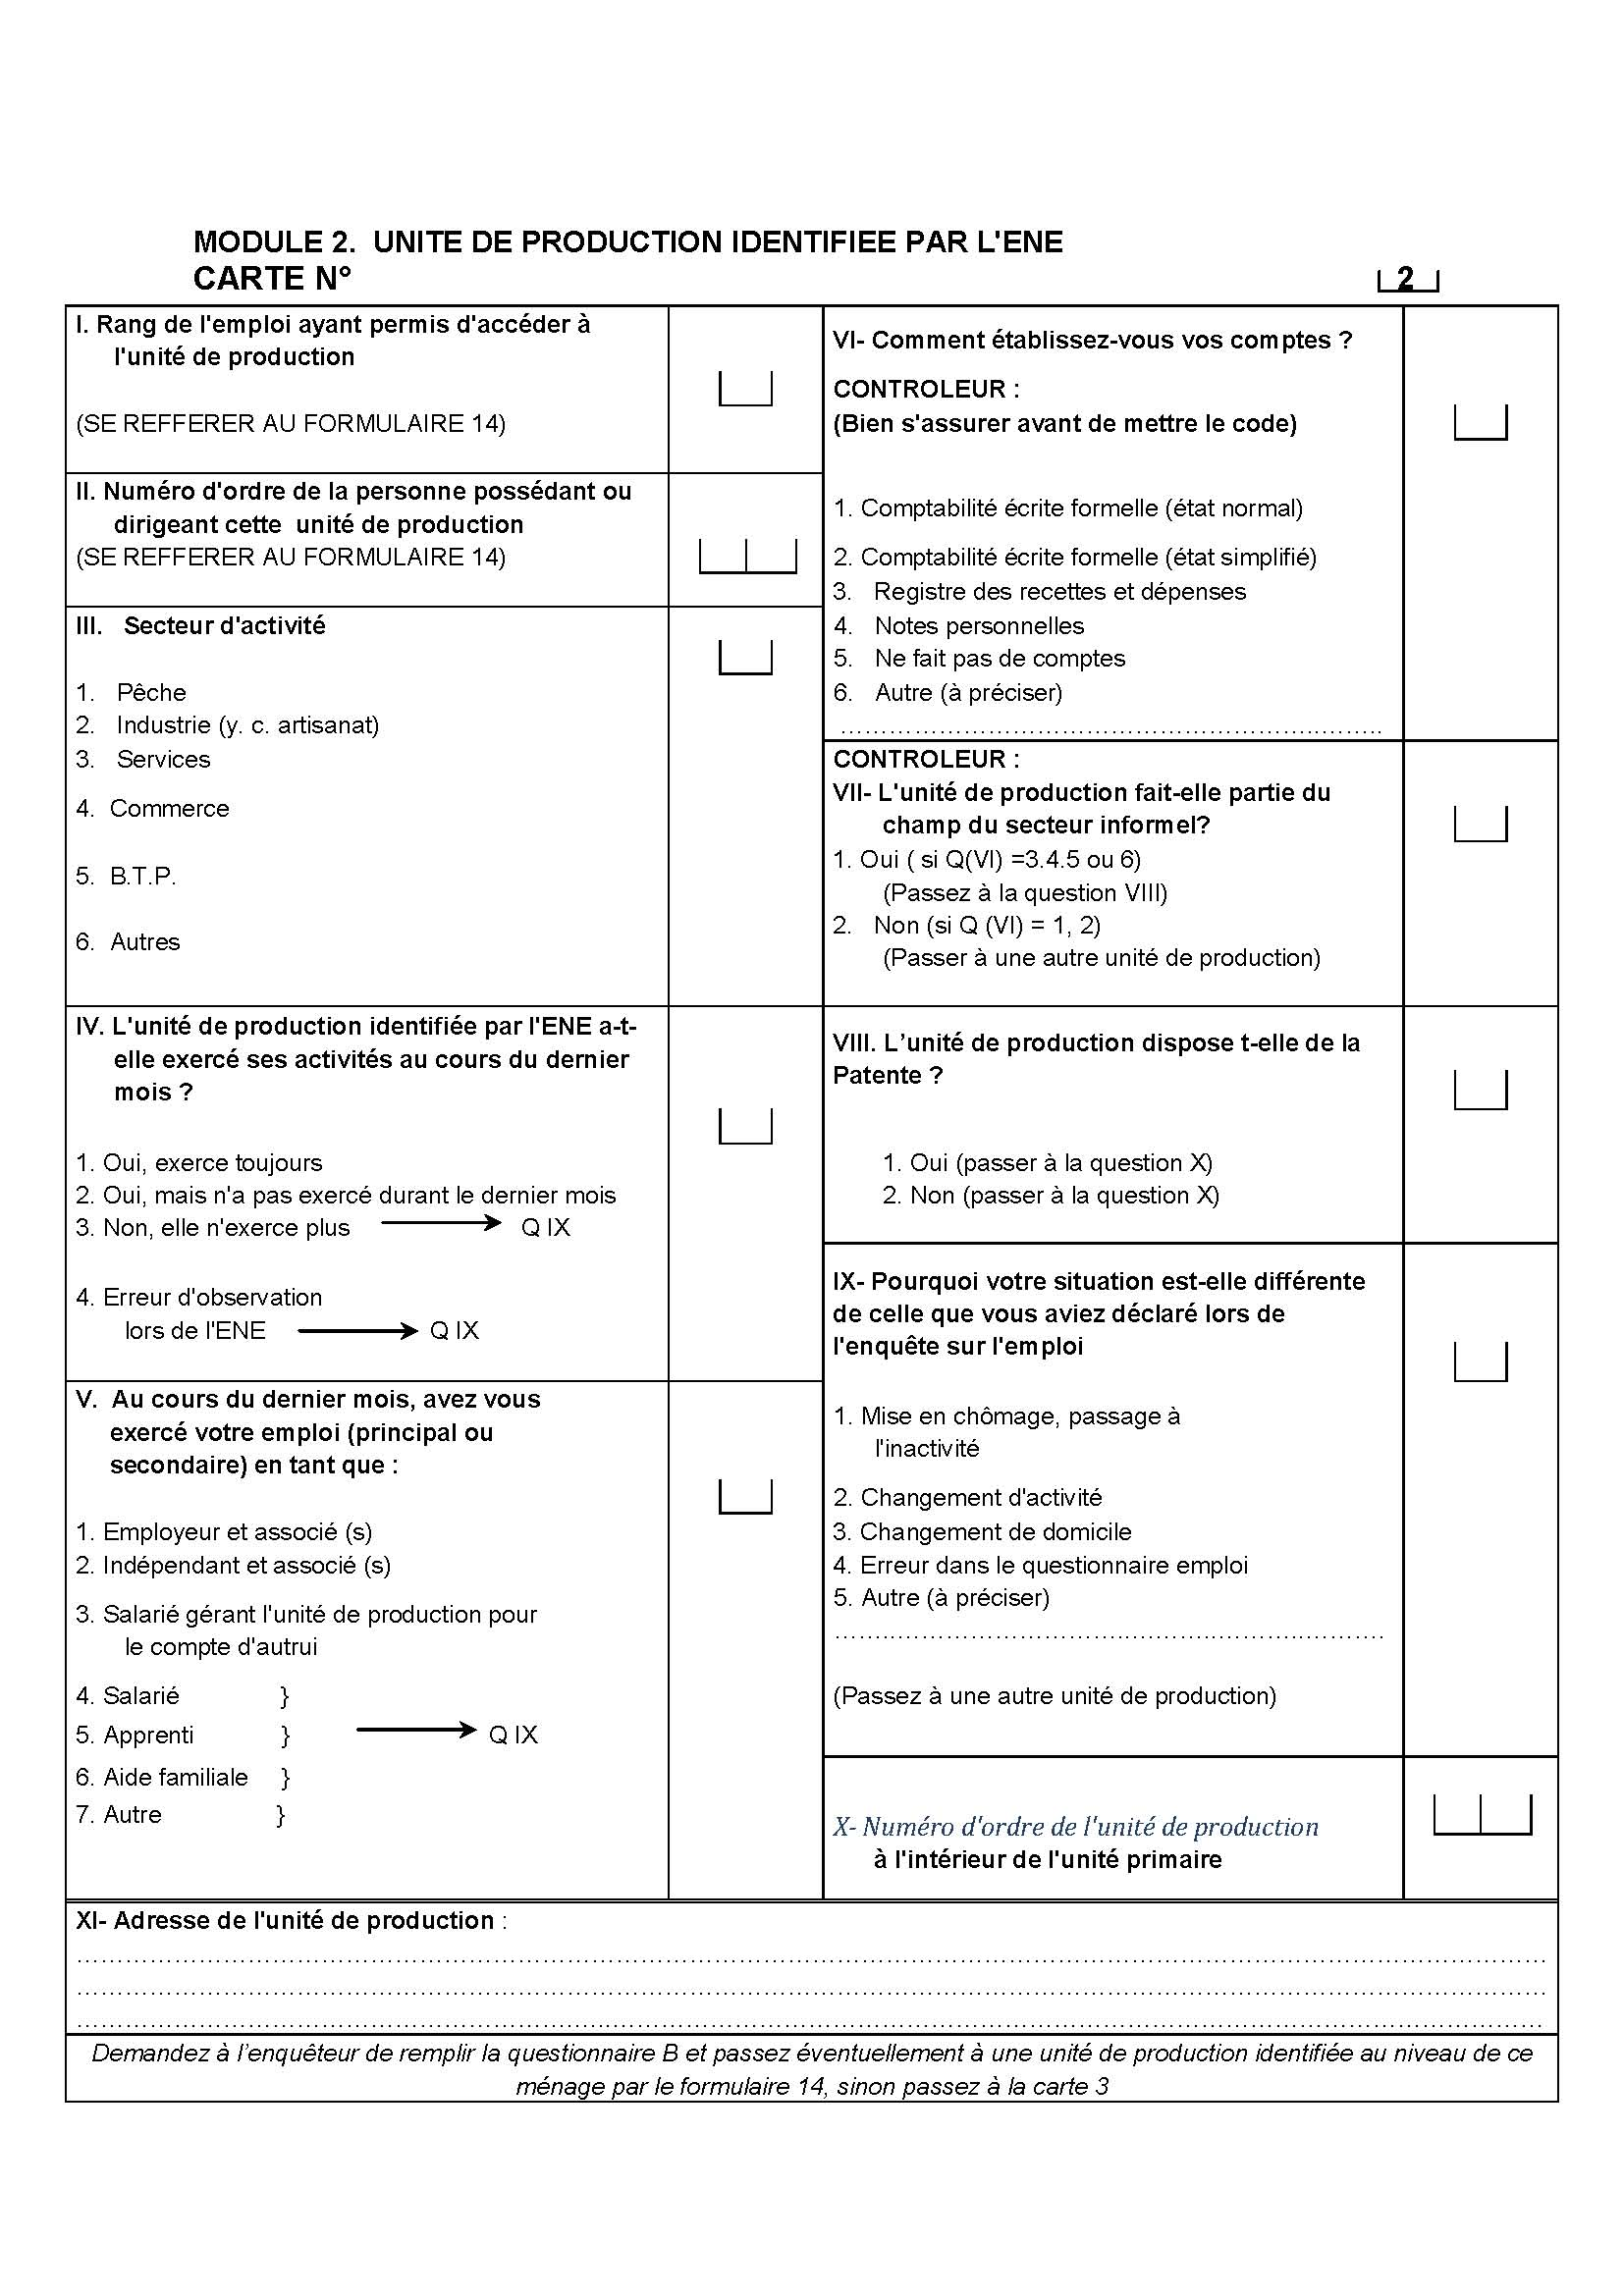 MODULE 2.  UNITE DE PRODUCTION IDENTIFIEE PAR L'ENE
CARTE N°
2
I. Rang de l'emploi ayant permis d'accéder à
l'unité de production
(SE REFFERER AU FORMULAIRE 14)
II. Numéro d'ordre de la personne possédant ou
dirigeant cette  unité de production
(SE REFFERER AU FORMULAIRE 14)
III.   Secteur d'activité
1.   Pêche
2.   Industrie (y. c. artisanat)
3.   Services
4.  Commerce
5.  B.T.P.
6.  Autres
IV. L'unité de production identifiée par l'ENE a-t-
elle exercé ses activités au cours du dernier
mois ?
1. Oui, exerce toujours
2. Oui, mais n'a pas exercé durant le dernier mois
3. Non, elle n'exerce plus → Q IX
4. Erreur d'observation
lors de l'ENE → Q IX
V.  Au cours du dernier mois, avez vous
exercé votre emploi (principal ou
secondaire) en tant que :
1. Employeur et associé (s)
2. Indépendant et associé (s)
3. Salarié gérant l'unité de production pour
le compte d'autrui
4. Salarié }
5. Apprenti } → Q IX
6. Aide familiale }
7. Autre }
VI- Comment établissez-vous vos comptes ?
CONTROLEUR :
(Bien s'assurer avant de mettre le code)
1. Comptabilité écrite formelle (état normal)
2. Comptabilité écrite formelle (état simplifié)
3.   Registre des recettes et dépenses
4.   Notes personnelles
5.   Ne fait pas de comptes
6.   Autre (à préciser)
…………………………………………………..……..
CONTROLEUR :
VII- L'unité de production fait-elle partie du
champ du secteur informel?
1. Oui ( si Q(VI) =3.4.5 ou 6)
(Passez à la question VIII)
2.   Non (si Q (VI) = 1, 2)
(Passer à une autre unité de production)
VIII. L’unité de production dispose t-elle de la
Patente ?
1. Oui (passer à la question X)
2. Non (passer à la question X)
IX- Pourquoi votre situation est-elle différente
de celle que vous aviez déclaré lors de
l'enquête sur l'emploi
1. Mise en chômage, passage à
l'inactivité
2. Changement d'activité
3. Changement de domicile
4. Erreur dans le questionnaire emploi
5. Autre (à préciser)
……..………………………..………..……..…………
(Passez à une autre unité de production)
X- Numéro d'ordre de l'unité de production
à l'intérieur de l'unité primaire
XI- Adresse de l'unité de production :
………………………………………………………………………………………………………………
………………………………………………………………………………………………………………
………………………………………………………………………………………………………………
Demandez à l’enquêteur de remplir la questionnaire B et passez éventuellement à une unité de production identifiée au niveau de ce
ménage par le formulaire 14, sinon passez à la carte 3